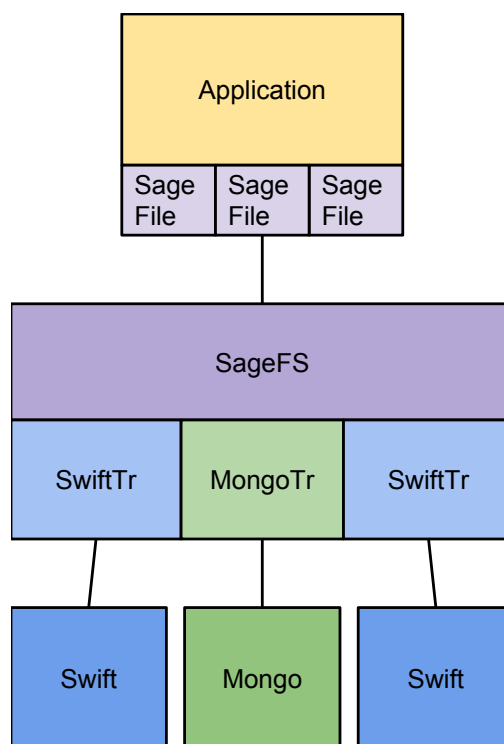 Application
Sage Sage Sage
File File File
SageFS
SwiftTr MongoTr SwiftTr
Swift Mongo Swift